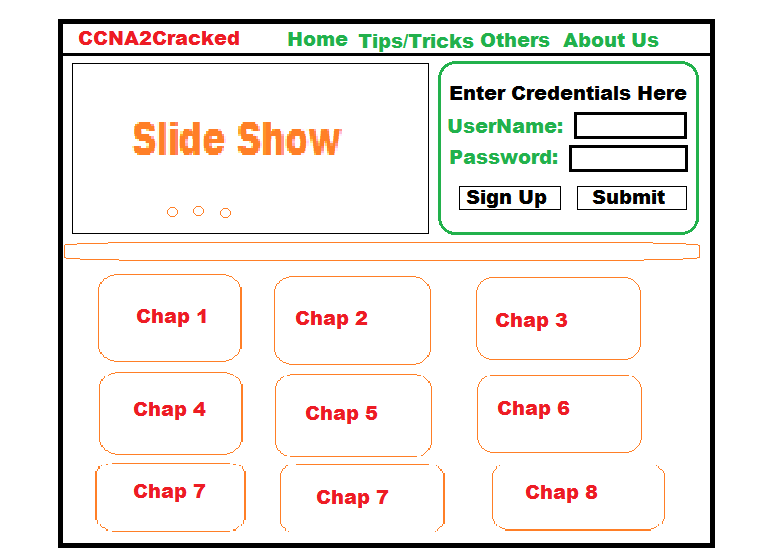 CCNA2Cracked Home Tips/Tricks Others About Us
Slide Show
Enter Credentials Here
UserName:
Password:
Sign Up Submit
Chap 1 Chap 2 Chap 3
Chap 4 Chap 5 Chap 6
Chap 7 Chap 7 Chap 8